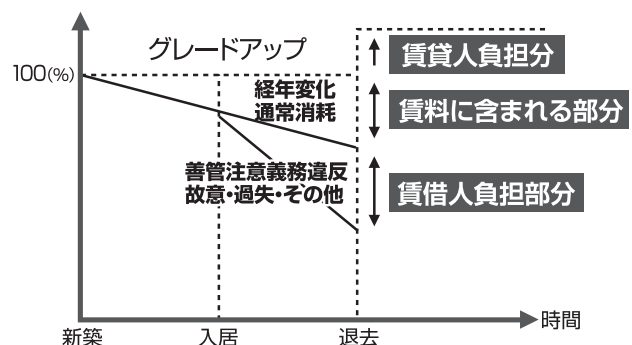 グレードアップ
賃貸人負担分
100(%)
経年変化
通常消耗
賃料に含まれる部分
善管注意義務違反
故意・過失・その他
賃借人負担部分
時間
新築
入居
退去